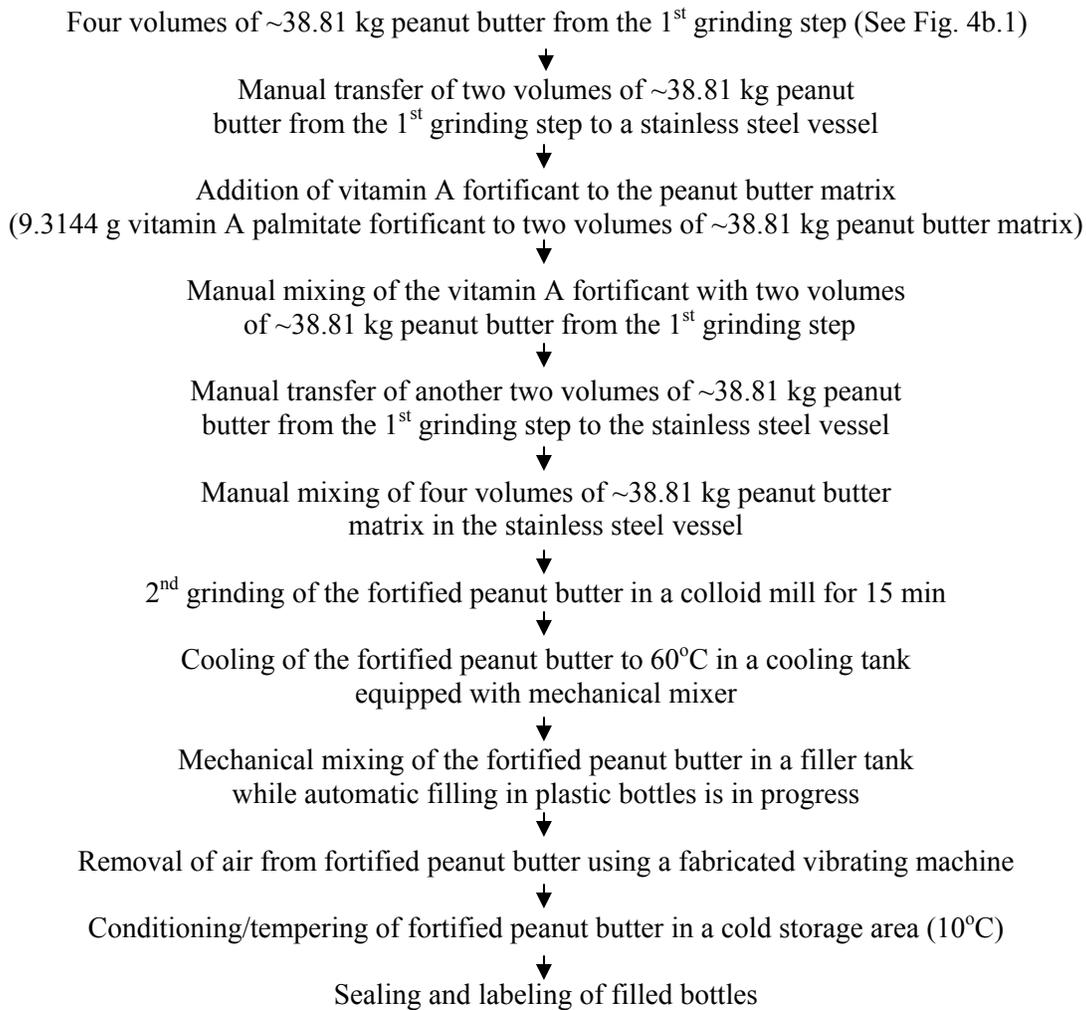 Four volumes of ~38.81 kg peanut butter from the 1st grinding step (See Fig. 4b.1)
Manual transfer of two volumes of ~38.81 kg peanut
butter from the 1st grinding step to a stainless steel vessel
Addition of vitamin A fortificant to the peanut butter matrix
(9.3144 g vitamin A palmitate fortificant to two volumes of ~38.81 kg peanut butter matrix)
Manual mixing of the vitamin A fortificant with two volumes
of ~38.81 kg peanut butter from the 1st grinding step
Manual transfer of another two volumes of ~38.81 kg peanut
butter from the 1st grinding step to the stainless steel vessel
Manual mixing of four volumes of ~38.81 kg peanut butter
matrix in the stainless steel vessel
2nd grinding of the fortified peanut butter in a colloid mill for 15 min
Cooling of the fortified peanut butter to 60°C in a cooling tank
equipped with mechanical mixer
Mechanical mixing of the fortified peanut butter in a filler tank
while automatic filling in plastic bottles is in progress
Removal of air from fortified peanut butter using a fabricated vibrating machine
Conditioning/tempering of fortified peanut butter in a cold storage area (10°C)
Sealing and labeling of filled bottles